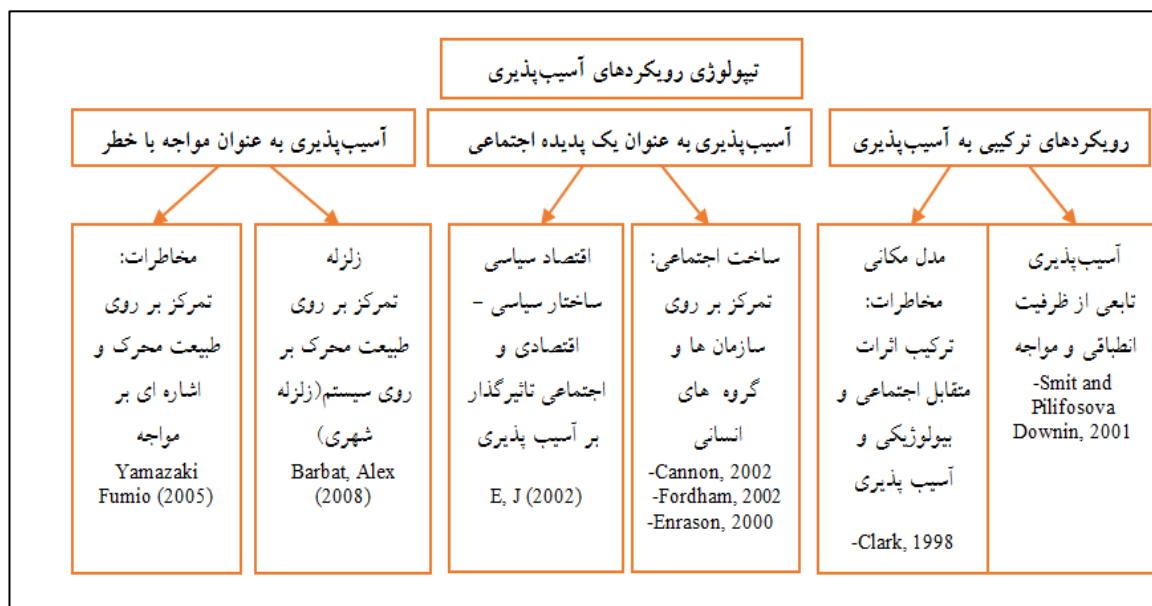 تیپولوژی رویکردهای آسیب‌پذیری
رویکردهای ترکیبی به آسیب‌پذیری
آسیب‌پذیری به عنوان یک پدیده اجتماعی
آسیب‌پذیری به عنوان مواجه با خطر
آسیب‌پذیری
تابعی از ظرفیت
انطباقی و مواجه
-Smit and
Pilifosova
Downin, 2001
مدل مکانی
مخاطرات:
ترکیب اثرات
متقابل اجتماعی و
بیولوژیکی و
آسیب پذیری
-Clark, 1998
ساخت اجتماعی:
تمرکز بر روی
سازمان ها و
گروه های
انسانی
-Cannon, 2002
-Fordham, 2002
-Enrason, 2000
اقتصاد سیاسی
ساختار سیاسی –
اقتصادی و
اجتماعی تاثیرگذار
بر آسیب پذیری
E, J (2002)
زلزله
تمرکز بر روی
طبیعت محرک بر
روی سیستم(زلزله
شهری)
Barbat, Alex
(2008)
مخاطرات:
تمرکز بر روی
طبیعت محرک و
اشاره ای بر
مواجه
Yamazaki
Fumio (2005)